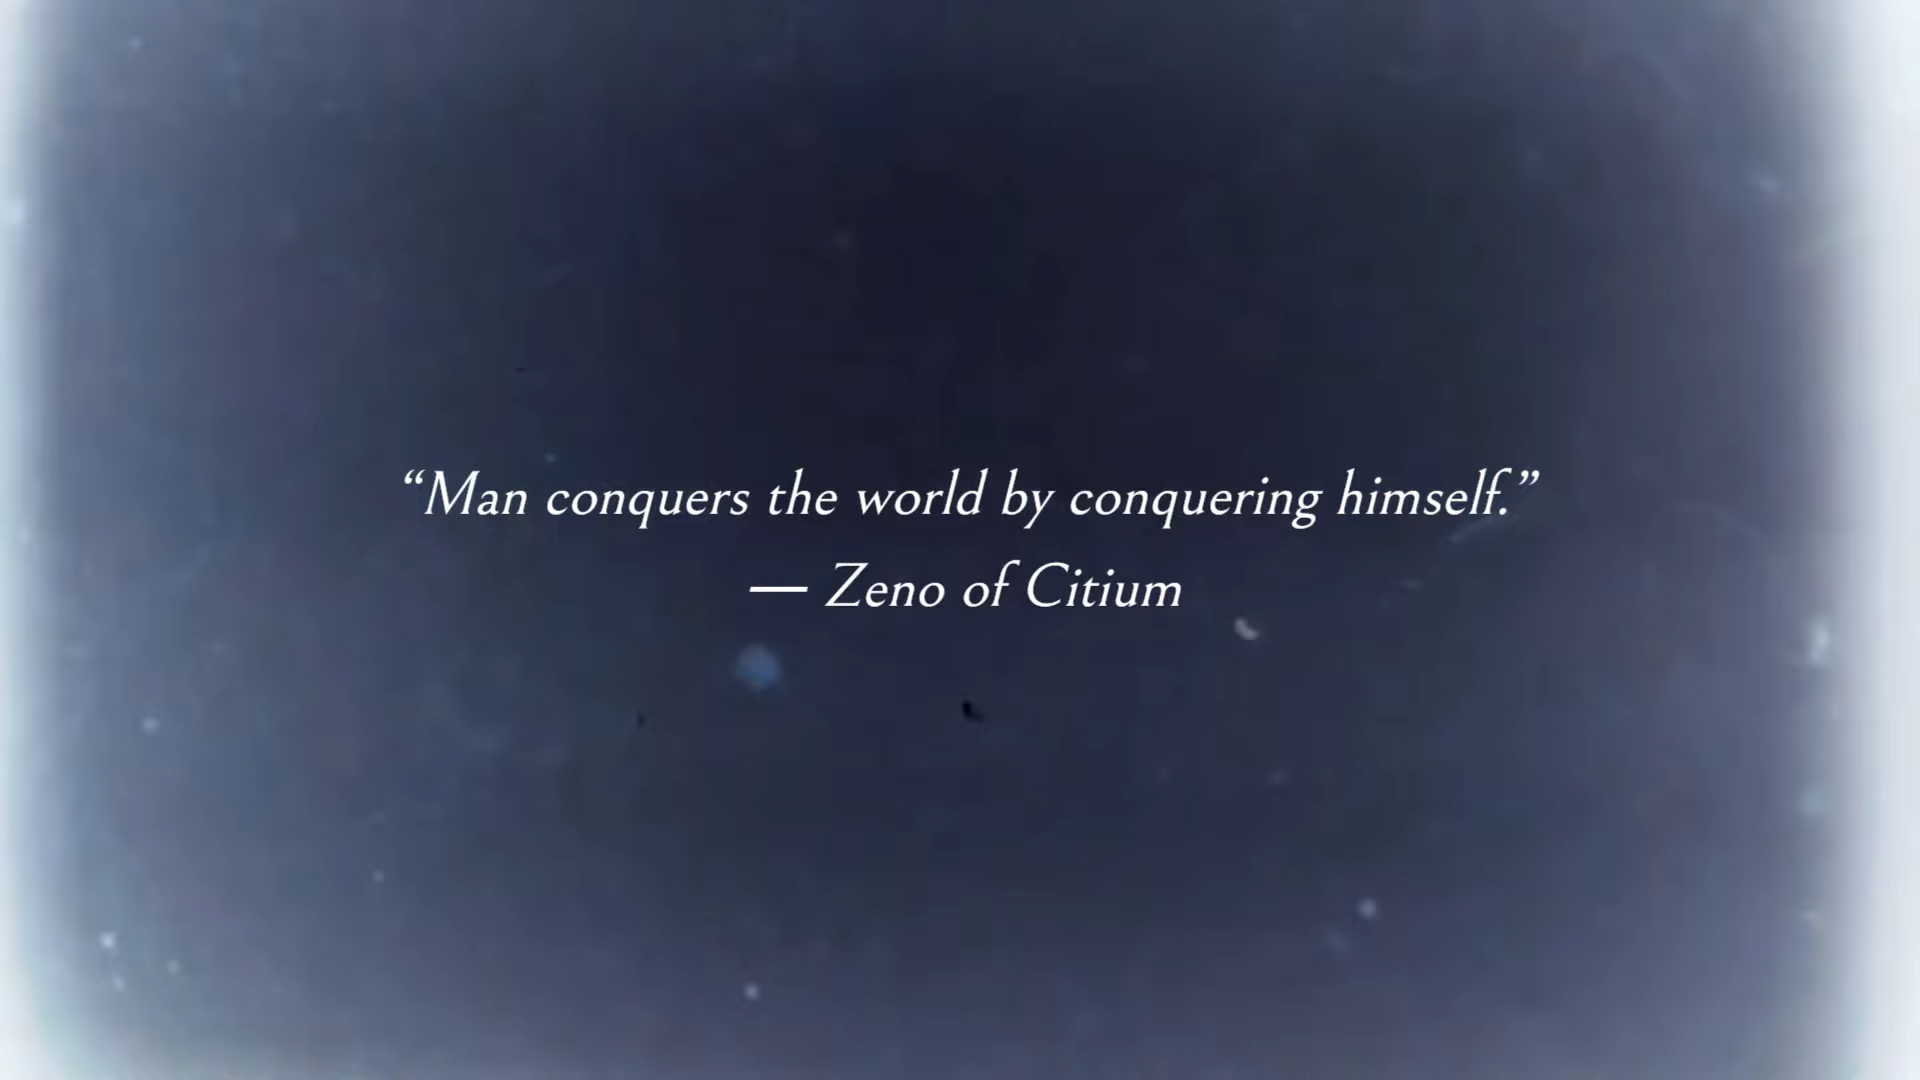 “Man conquers the world by conquering himself.”
— Zeno of Citium